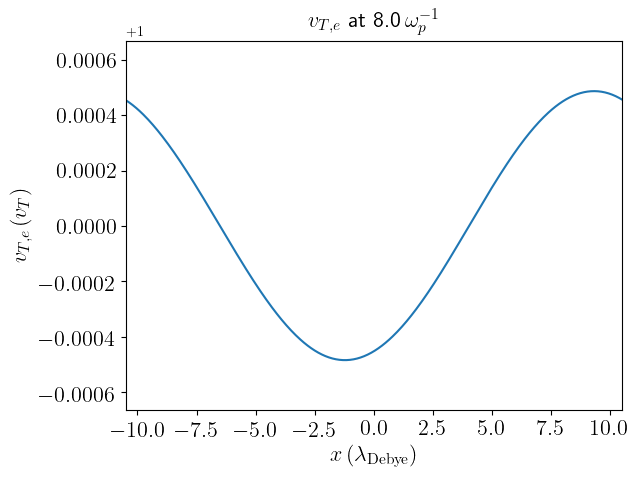 v_{T,e} at 8.0 ω_p^{-1}
+1
0.0006
0.0004
0.0002
0.0000
−0.0002
−0.0004
−0.0006
v_{T,e} (v_T)
−10.0 −7.5 −5.0 −2.5 0.0 2.5 5.0 7.5 10.0
x (λ_Debye)